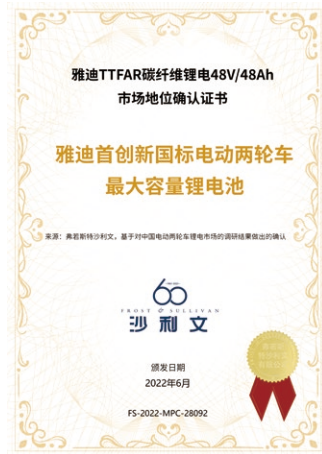 雅迪TTFAR碳纤维锂电48V/48Ah
市场地位确认证书
雅迪首创新国标电动两轮车
最大容量锂电池
来源：弗若斯特沙利文，基于对中国电动两轮车锂电市场的调研结果做出的确认
60
FROST & SULLIVAN
沙利文
颁发日期
2022年6月
FS-2022-MPC-28092